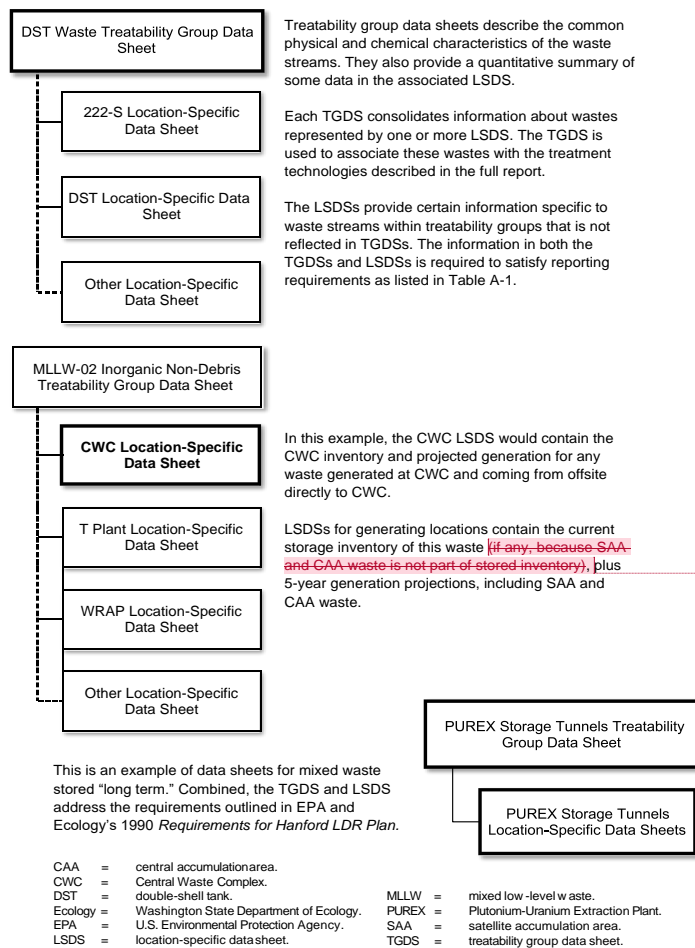 DST Waste Treatability Group Data
Sheet
222-S Location-Specific
Data Sheet
DST Location-Specific Data
Sheet
Other Location-Specific
Data Sheet
Treatability group data sheets describe the common
physical and chemical characteristics of the waste
streams. They also provide a quantitative summary of
some data in the associated LSDS.
Each TGDS consolidates information about wastes
represented by one or more LSDS. The TGDS is
used to associate these wastes with the treatment
technologies described in the full report.
The LSDSs provide certain information specific to
waste streams within treatability groups that is not
reflected in TGDSs. The information in both the
TGDSs and LSDSs is required to satisfy reporting
requirements as listed in Table A-1.
MLLW-02 Inorganic Non-Debris
Treatability Group Data Sheet
CWC Location-Specific
Data Sheet
T Plant Location-Specific
Data Sheet
WRAP Location-Specific
Data Sheet
Other Location-Specific
Data Sheet
In this example, the CWC LSDS would contain the
CWC inventory and projected generation for any
waste generated at CWC and coming from offsite
directly to CWC.
LSDSs for generating locations contain the current
storage inventory of this waste (if any, because SAA
and CAA waste is not part of stored inventory), plus
5-year generation projections, including SAA and
CAA waste.
PUREX Storage Tunnels Treatability
Group Data Sheet
PUREX Storage Tunnels
Location-Specific Data Sheets
This is an example of data sheets for mixed waste
stored “long term.” Combined, the TGDS and LSDS
address the requirements outlined in EPA and
Ecology’s 1990 Requirements for Hanford LDR Plan.
CAA = central accumulation area.
CWC = Central Waste Complex.
DST = double-shell tank.
Ecology = Washington State Department of Ecology.
EPA = U.S. Environmental Protection Agency.
LSDS = location-specific data sheet.
MLLW = mixed low-level waste.
PUREX = Plutonium-Uranium Extraction Plant.
SAA = satellite accumulation area.
TGDS = treatability group data sheet.